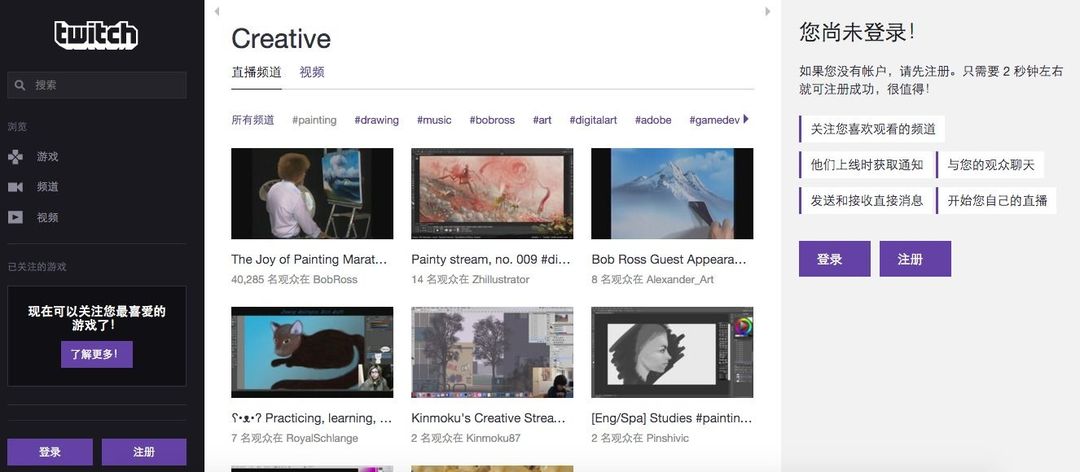 twitch
搜索
浏览
游戏
频道
视频
已关注的游戏
现在可以关注您最喜爱的
游戏了！
了解更多！
登录
注册
Creative
直播频道
视频
所有频道 #painting #drawing #music #bobross #art #digitalart #adobe #gamedev
The Joy of Painting Marat…
40,285 名观众在 BobRoss
Painty stream, no. 009 #di…
14 名观众在 Zhillustrator
Bob Ross Guest Appeara…
8 名观众在 Alexander_Art
ʕ•ᴥ•? Practicing, learning, …
7 名观众在 RoyalSchlange
Kinmoku's Creative Strea…
2 名观众在 Kinmoku87
[Eng/Spa] Studies #paintin…
2 名观众在 Pinshivic
您尚未登录！
如果您没有帐户，请先注册。只需要 2 秒钟左右
就可注册成功，很值得！
关注您喜欢观看的频道
他们上线时获取通知
与您的观众聊天
发送和接收直接消息
开始您自己的直播
登录
注册